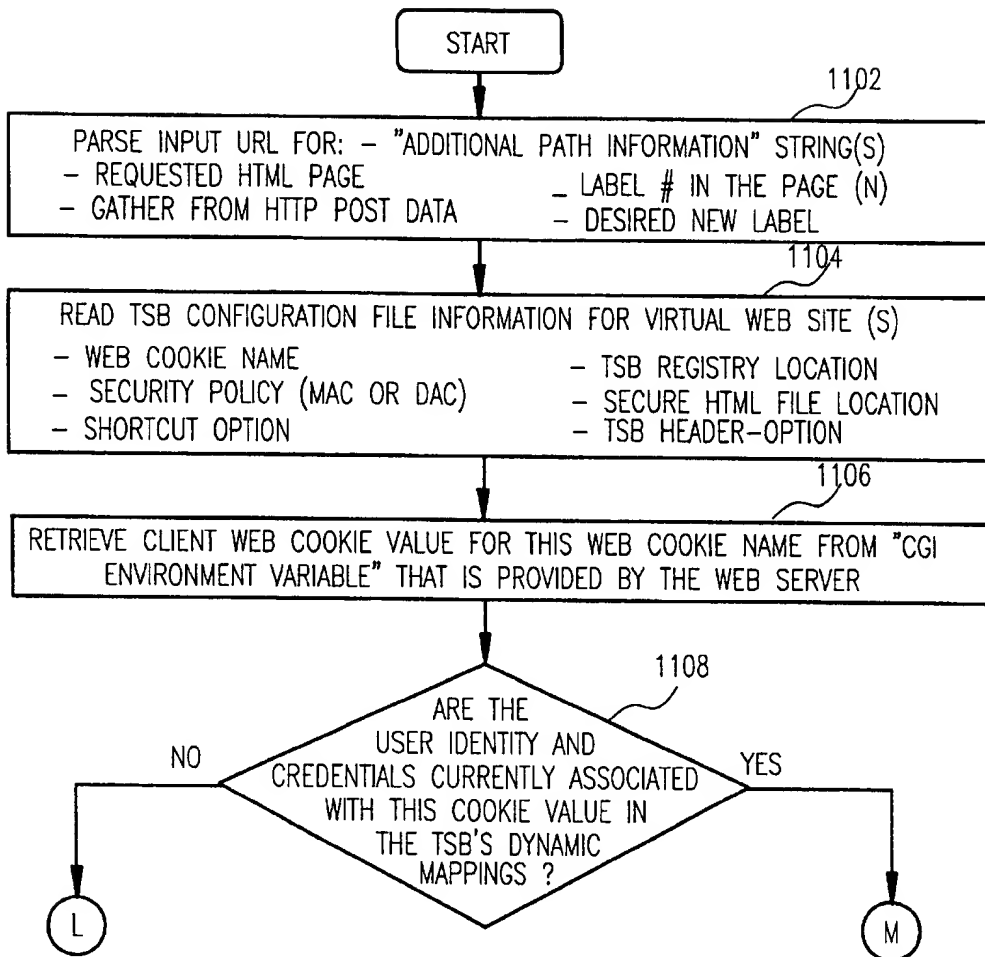 START
1102
PARSE INPUT URL FOR: - "ADDITIONAL PATH INFORMATION" STRING(S)
- REQUESTED HTML PAGE
- LABEL # IN THE PAGE (N)
- GATHER FROM HTTP POST DATA
- DESIRED NEW LABEL
1104
READ TSB CONFIGURATION FILE INFORMATION FOR VIRTUAL WEB SITE (S)
- WEB COOKIE NAME
- TSB REGISTRY LOCATION
- SECURITY POLICY (MAC OR DAC)
- SECURE HTML FILE LOCATION
- SHORTCUT OPTION
- TSB HEADER-OPTION
1106
RETRIEVE CLIENT WEB COOKIE VALUE FOR THIS WEB COOKIE NAME FROM "CGI
ENVIRONMENT VARIABLE" THAT IS PROVIDED BY THE WEB SERVER
1108
ARE THE
USER IDENTITY AND
CREDENTIALS CURRENTLY ASSOCIATED
WITH THIS COOKIE VALUE IN
THE TSB'S DYNAMIC
MAPPINGS ?
NO
YES
L
M